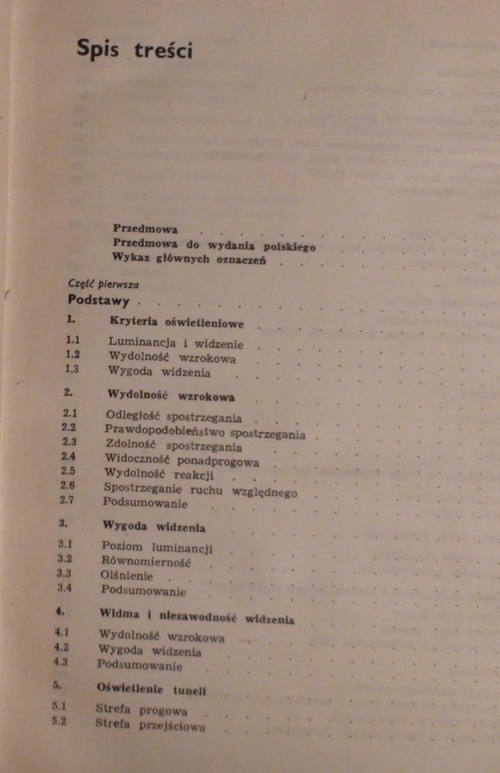 Spis treści
Przedmowa
Przedmowa do wydania polskiego
Wykaz głównych oznaczeń
Część pierwsza
Podstawy
1. Kryteria oświetleniowe
1.1 Luminancja i widzenie
1.2 Wydolność wzrokowa
1.3 Wygoda widzenia
2. Wydolność wzrokowa
2.1 Odległość spostrzegania
2.2 Prawdopodobieństwo spostrzegania
2.3 Zdolność spostrzegania
2.4 Widoczność ponadprogowa
2.5 Wydolność reakcji
2.6 Spostrzeganie ruchu względnego
2.7 Podsumowanie
3. Wygoda widzenia
3.1 Poziom luminancji
3.2 Równomierność
3.3 Olśnienie
3.4 Podsumowanie
4. Widma i niezawodność widzenia
4.1 Wydolność wzrokowa
4.2 Wygoda widzenia
4.3 Podsumowanie
5. Oświetlenie tuneli
5.1 Strefa progowa
5.2 Strefa przejściowa